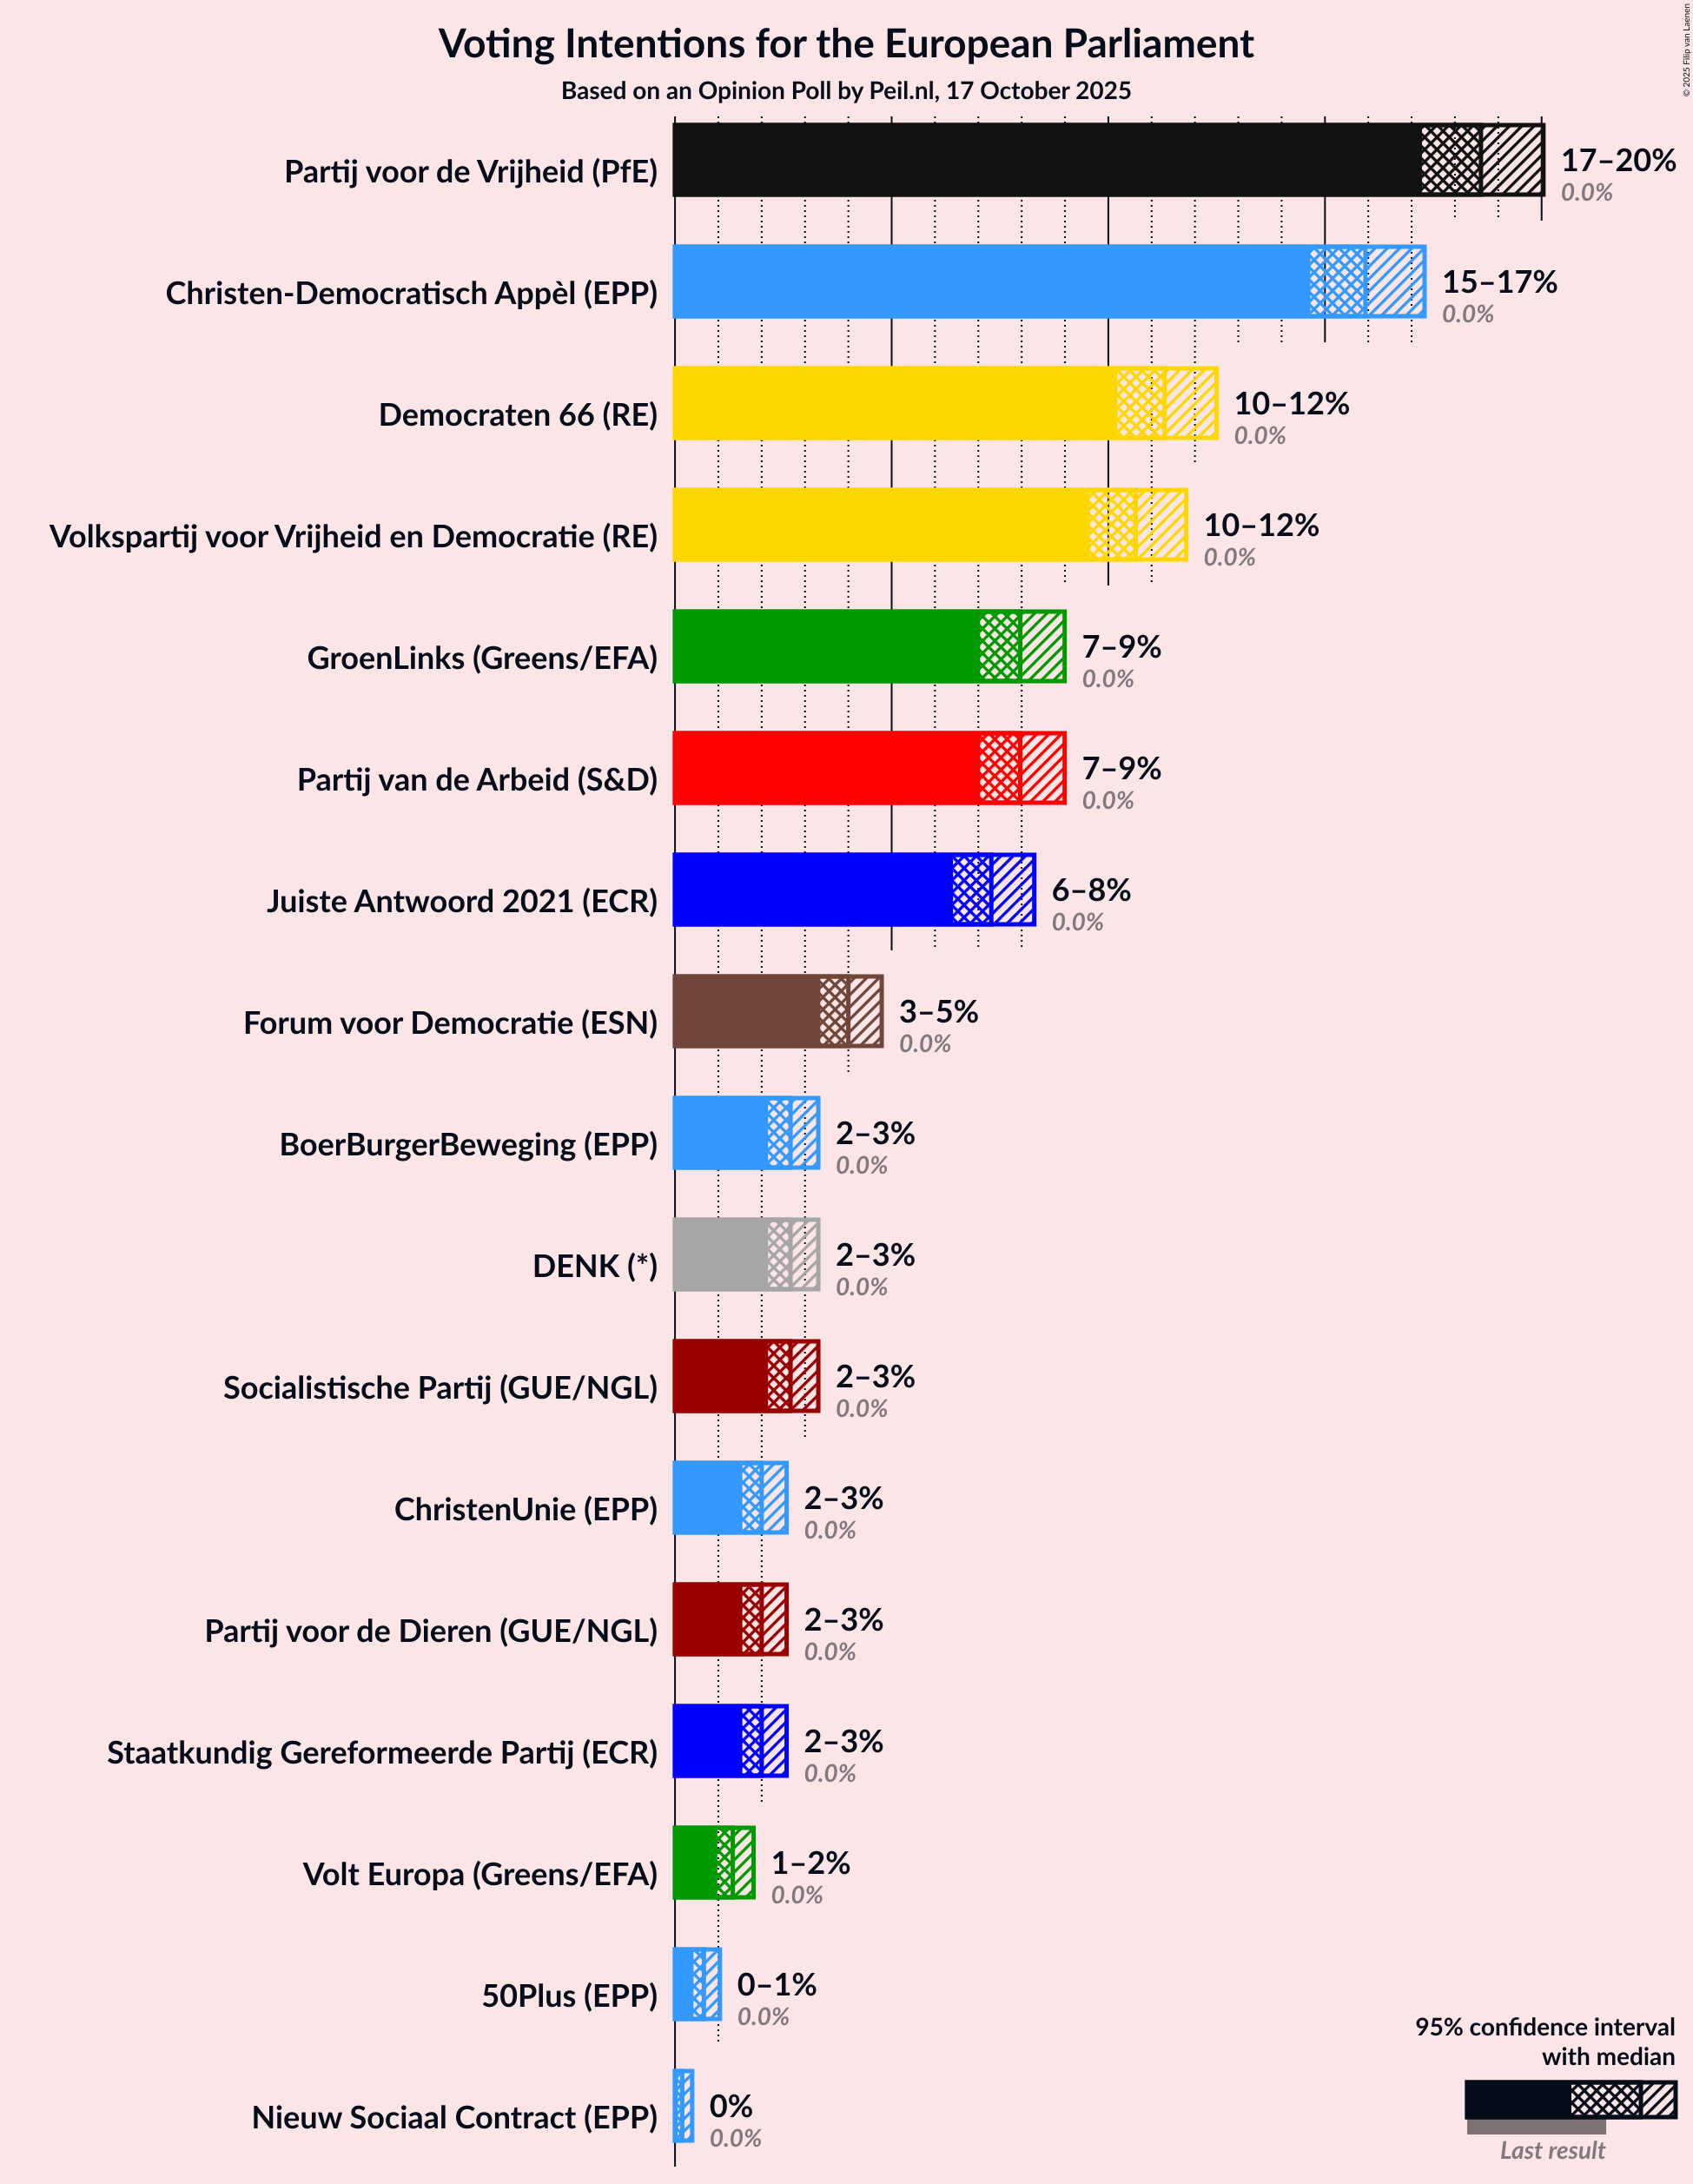 Voting Intentions for the European Parliament
Based on an Opinion Poll by Peil.nl, 17 October 2025
© 2025 Filip van Laenen
Partij voor de Vrijheid (PfE)
17–20%
0.0%
Christen-Democratisch Appèl (EPP)
15–17%
0.0%
Democraten 66 (RE)
10–12%
0.0%
Volkspartij voor Vrijheid en Democratie (RE)
10–12%
0.0%
GroenLinks (Greens/EFA)
7–9%
0.0%
Partij van de Arbeid (S&D)
7–9%
0.0%
Juiste Antwoord 2021 (ECR)
6–8%
0.0%
Forum voor Democratie (ESN)
3–5%
0.0%
BoerBurgerBeweging (EPP)
2–3%
0.0%
DENK (*)
2–3%
0.0%
Socialistische Partij (GUE/NGL)
2–3%
0.0%
ChristenUnie (EPP)
2–3%
0.0%
Partij voor de Dieren (GUE/NGL)
2–3%
0.0%
Staatkundig Gereformeerde Partij (ECR)
2–3%
0.0%
Volt Europa (Greens/EFA)
1–2%
0.0%
50Plus (EPP)
0–1%
0.0%
Nieuw Sociaal Contract (EPP)
0%
0.0%
95% confidence interval
with median
Last result